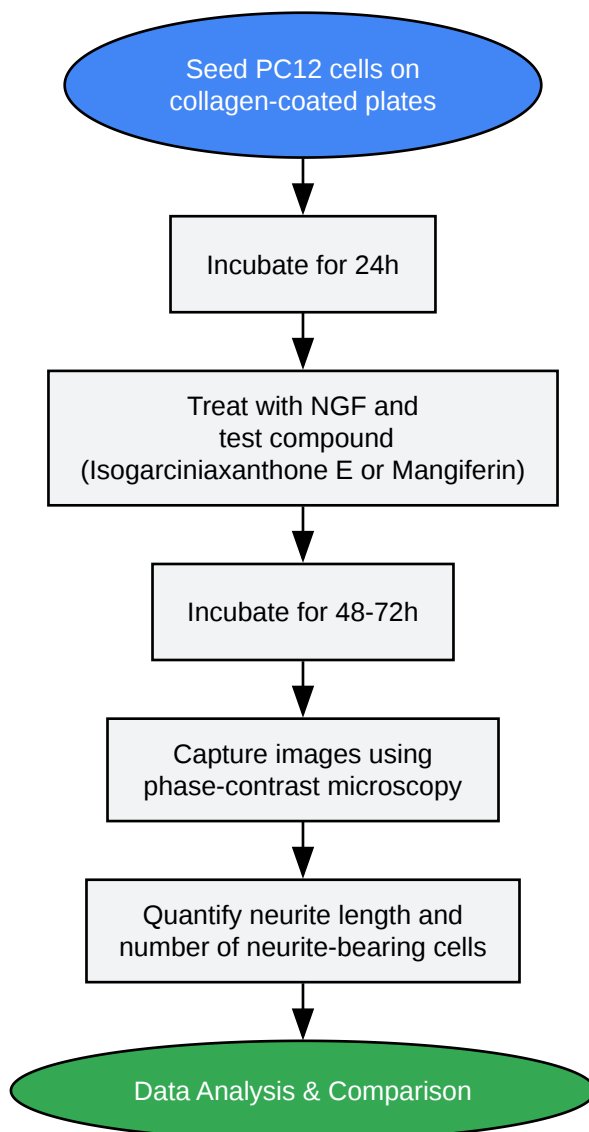 Seed PC12 cells on
collagen-coated plates
Incubate for 24h
Treat with NGF and
test compound
(Isogarciniaxanthone E or Mangiferin)
Incubate for 48-72h
Capture images using
phase-contrast microscopy
Quantify neurite length and
number of neurite-bearing cells
Data Analysis & Comparison